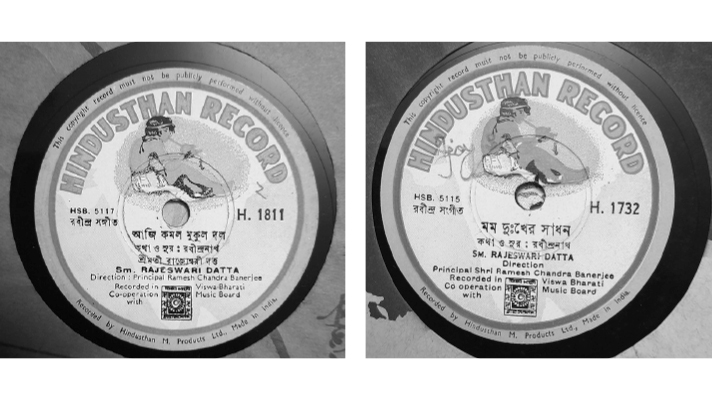 This copyright record must not be publicly performed without licence
HINDUSTHAN RECORD
HSB. 5117
রবীন্দ্র সঙ্গীত
H. 1811
আজি কমল মুকুল দল
কথা ও সুর : রবীন্দ্রনাথ
শ্রীমতী রাজেশ্বরী দত্ত
Sm. RAJESWARI DATTA
Direction : Principal Ramesh Chandra Banerjee
Recorded in Viswa-Bharati
Co-operation Music Board
with
Recorded by Hindusthan M. Products Ltd., Made in India.
This copyright record must not be publicly performed without licence
HINDUSTHAN RECORD
HSB. 5115
রবীন্দ্র সংগীত
H. 1732
মম দুঃখের সাধন
কথা ও সুর : রবীন্দ্রনাথ
SM. RAJESWARI DATTA
Direction
Principal Shri Ramesh Chandra Banerjee
Recorded in Viswa Bharati
Co operation Music Board
with
Recorded by Hindusthan M. Products Ltd., Made in India.